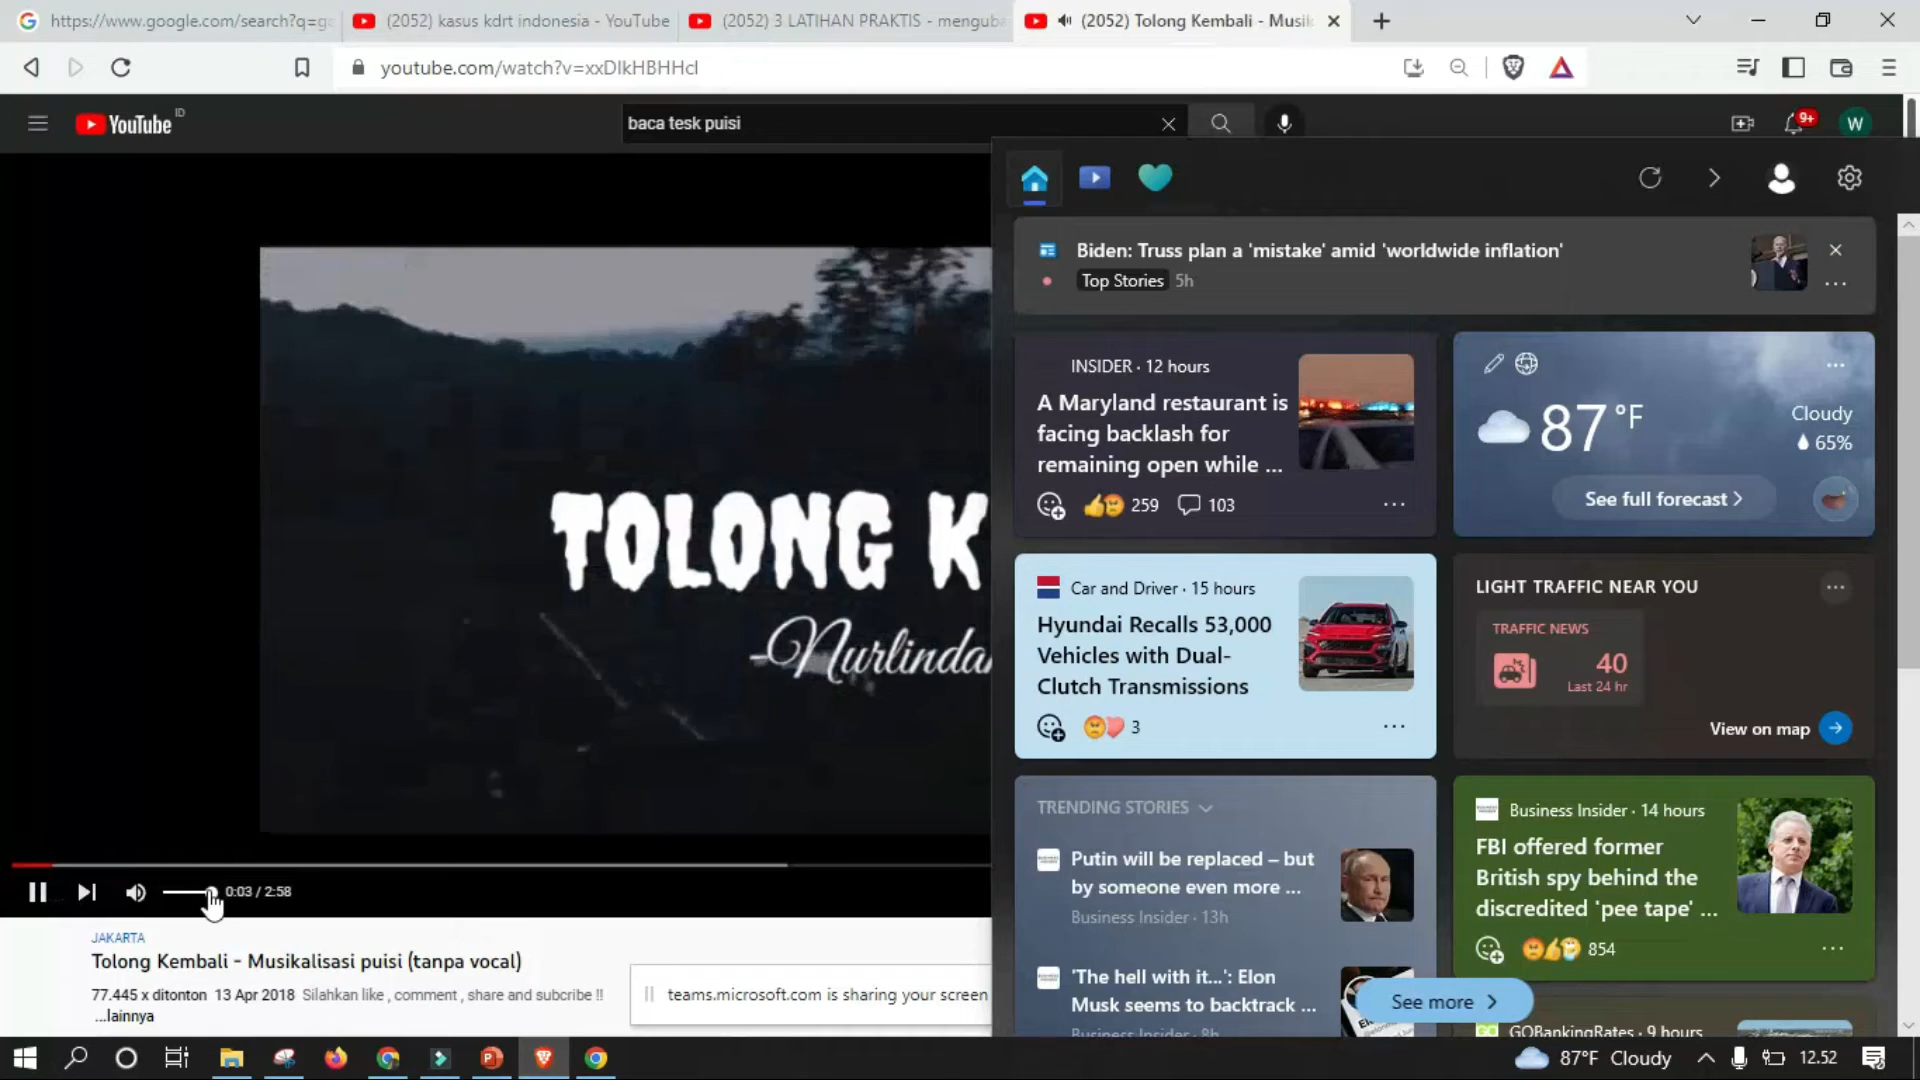 https://www.google.com/search?q=g
(2052) kasus kdrt indonesia - YouTube
(2052) 3 LATIHAN PRAKTIS - menguba
(2052) Tolong Kembali - Musik
youtube.com/watch?v=xxDIkHBHHcI
YouTube ID
baca tesk puisi
9+
W
TOLONG K
-Nurlinda
0:03 / 2:58
JAKARTA
Tolong Kembali - Musikalisasi puisi (tanpa vocal)
77.445 x ditonton 13 Apr 2018 Silahkan like , comment , share and subcribe !!
...lainnya
teams.microsoft.com is sharing your screen
Biden: Truss plan a 'mistake' amid 'worldwide inflation'
Top Stories 5h
INSIDER · 12 hours
A Maryland restaurant is
facing backlash for
remaining open while ...
259 103
87 °F
Cloudy
65%
See full forecast >
Car and Driver · 15 hours
Hyundai Recalls 53,000
Vehicles with Dual-
Clutch Transmissions
3
LIGHT TRAFFIC NEAR YOU
TRAFFIC NEWS
40
Last 24 hr
View on map
TRENDING STORIES
Putin will be replaced – but
by someone even more ...
Business Insider · 13h
'The hell with it...': Elon
Musk seems to backtrack ...
Business Insider · 8h
Business Insider · 14 hours
FBI offered former
British spy behind the
discredited 'pee tape' ...
854
See more >
GOBankingRates · 9 hours
87°F Cloudy
12.52